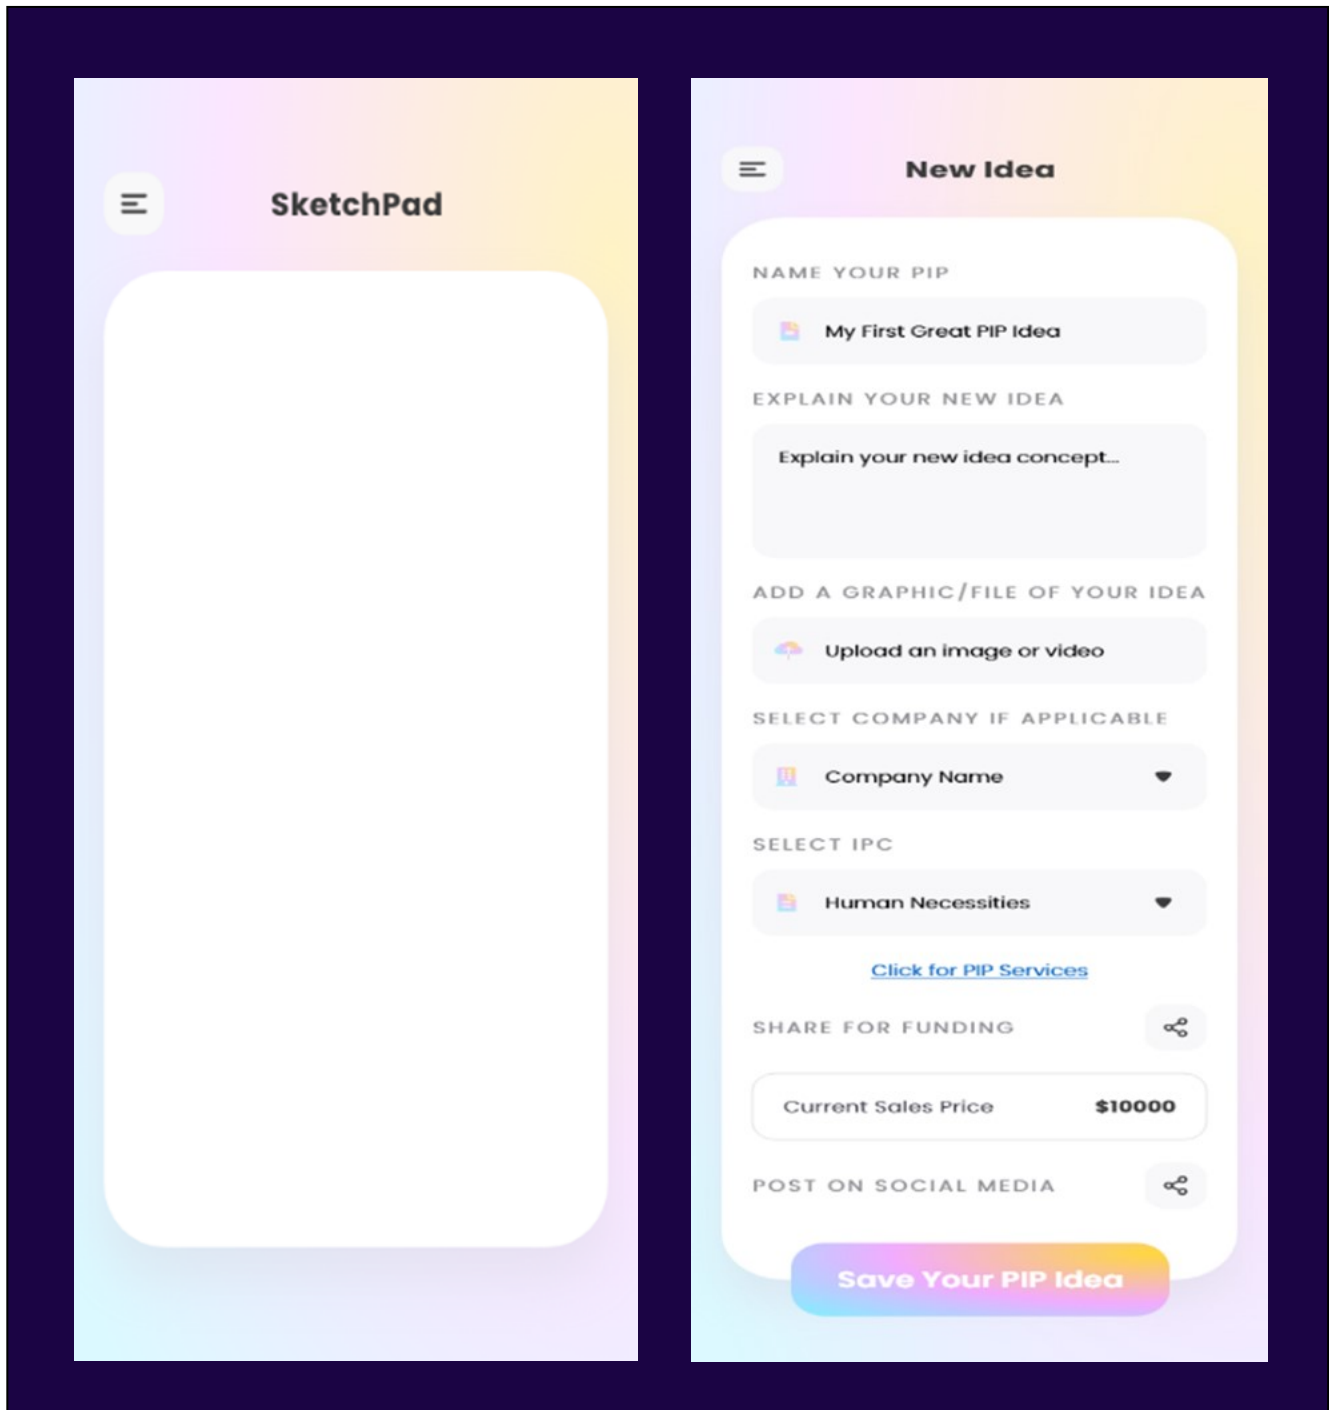 SketchPad
New Idea
NAME YOUR PIP
My First Great PIP Idea
EXPLAIN YOUR NEW IDEA
Explain your new idea concept...
ADD A GRAPHIC/FILE OF YOUR IDEA
Upload an image or video
SELECT COMPANY IF APPLICABLE
Company Name
SELECT IPC
Human Necessities
Click for PIP Services
SHARE FOR FUNDING
Current Sales Price $10000
POST ON SOCIAL MEDIA
Save Your PIP Idea